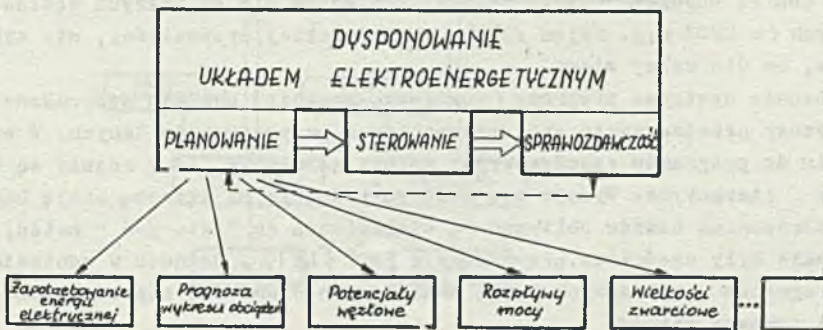 DYSPONOWANIE
UKŁADEM ELEKTROENERGETYCZNYM
PLANOWANIE
STEROWANIE
SPRAWOZDAWCZOŚĆ
Zapotrzebowanie
energii
elektrycznej
Prognoza
wykresu obciążeń
Potencjały
węzłowe
Rozpływy
mocy
Wielkości
zwarciowe